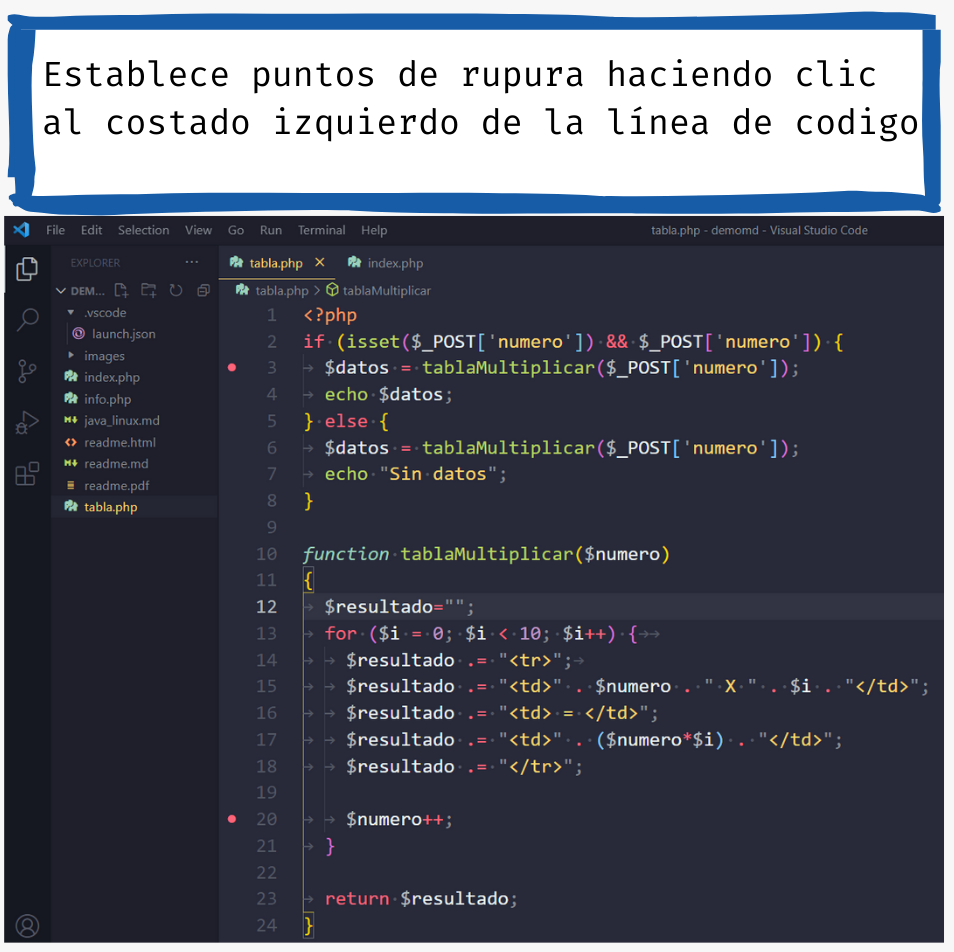 Establece puntos de rupura haciendo clic
al costado izquierdo de la línea de codigo
File Edit Selection View Go Run Terminal Help tabla.php - demomd - Visual Studio Code
EXPLORER ···
tabla.php × index.php
DEM...
tabla.php > tablaMultiplicar
.vscode
launch.json
images
index.php
info.php
java_linux.md
readme.html
readme.md
readme.pdf
tabla.php
1 <?php
2 if (isset($_POST['numero']) && $_POST['numero']) {
3 $datos = tablaMultiplicar($_POST['numero']);
4 echo $datos;
5 } else {
6 $datos = tablaMultiplicar($_POST['numero']);
7 echo "Sin datos";
8 }
9
10 function tablaMultiplicar($numero)
11 {
12 $resultado="";
13 for ($i = 0; $i < 10; $i++) {
14 $resultado .= "<tr>";
15 $resultado .= "<td>" . $numero . " X " . $i . "</td>";
16 $resultado .= "<td> = </td>";
17 $resultado .= "<td>" . ($numero*$i) . "</td>";
18 $resultado .= "</tr>";
19
20 $numero++;
21 }
22
23 return $resultado;
24 }